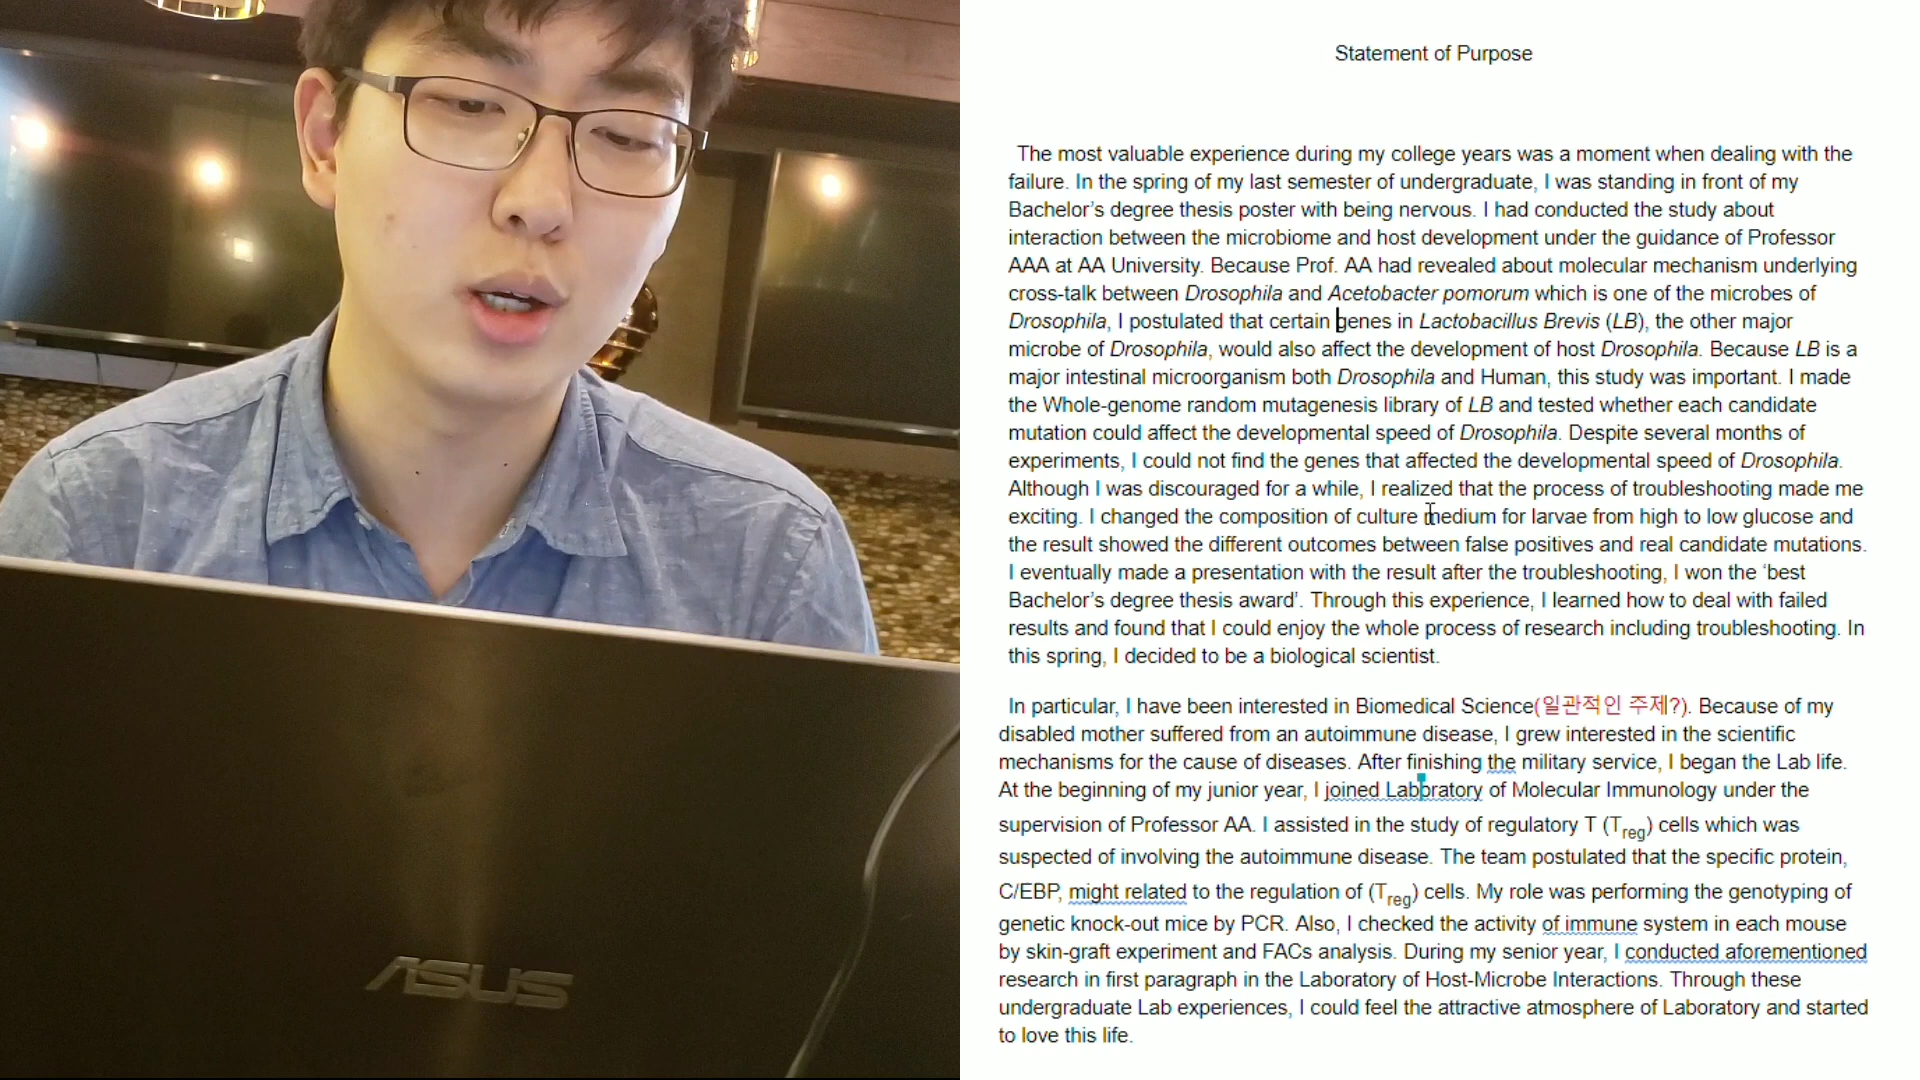 Statement of Purpose
The most valuable experience during my college years was a moment when dealing with the
failure. In the spring of my last semester of undergraduate, I was standing in front of my
Bachelor’s degree thesis poster with being nervous. I had conducted the study about
interaction between the microbiome and host development under the guidance of Professor
AAA at AA University. Because Prof. AA had revealed about molecular mechanism underlying
cross-talk between Drosophila and Acetobacter pomorum which is one of the microbes of
Drosophila, I postulated that certain genes in Lactobacillus Brevis (LB), the other major
microbe of Drosophila, would also affect the development of host Drosophila. Because LB is a
major intestinal microorganism both Drosophila and Human, this study was important. I made
the Whole-genome random mutagenesis library of LB and tested whether each candidate
mutation could affect the developmental speed of Drosophila. Despite several months of
experiments, I could not find the genes that affected the developmental speed of Drosophila.
Although I was discouraged for a while, I realized that the process of troubleshooting made me
exciting. I changed the composition of culture medium for larvae from high to low glucose and
the result showed the different outcomes between false positives and real candidate mutations.
I eventually made a presentation with the result after the troubleshooting, I won the ‘best
Bachelor’s degree thesis award’. Through this experience, I learned how to deal with failed
results and found that I could enjoy the whole process of research including troubleshooting. In
this spring, I decided to be a biological scientist.
In particular, I have been interested in Biomedical Science(일관적인 주제?). Because of my
disabled mother suffered from an autoimmune disease, I grew interested in the scientific
mechanisms for the cause of diseases. After finishing the military service, I began the Lab life.
At the beginning of my junior year, I joined Laboratory of Molecular Immunology under the
supervision of Professor AA. I assisted in the study of regulatory T (Treg) cells which was
suspected of involving the autoimmune disease. The team postulated that the specific protein,
C/EBP, might related to the regulation of (Treg) cells. My role was performing the genotyping of
genetic knock-out mice by PCR. Also, I checked the activity of immune system in each mouse
by skin-graft experiment and FACs analysis. During my senior year, I conducted aforementioned
research in first paragraph in the Laboratory of Host-Microbe Interactions. Through these
undergraduate Lab experiences, I could feel the attractive atmosphere of Laboratory and started
to love this life.
ASUS